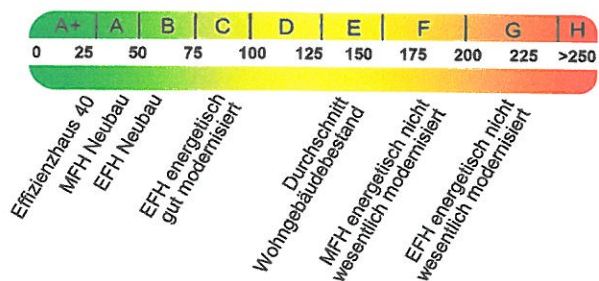 A+ A B C D E F G H
0 25 50 75 100 125 150 175 200 225 >250
Effizienzhaus 40
MFH Neubau
EFH Neubau
EFH energetisch
gut modernisiert
Durchschnitt
Wohngebäudebestand
MFH energetisch nicht
wesentlich modernisiert
EFH energetisch nicht
wesentlich modernisiert